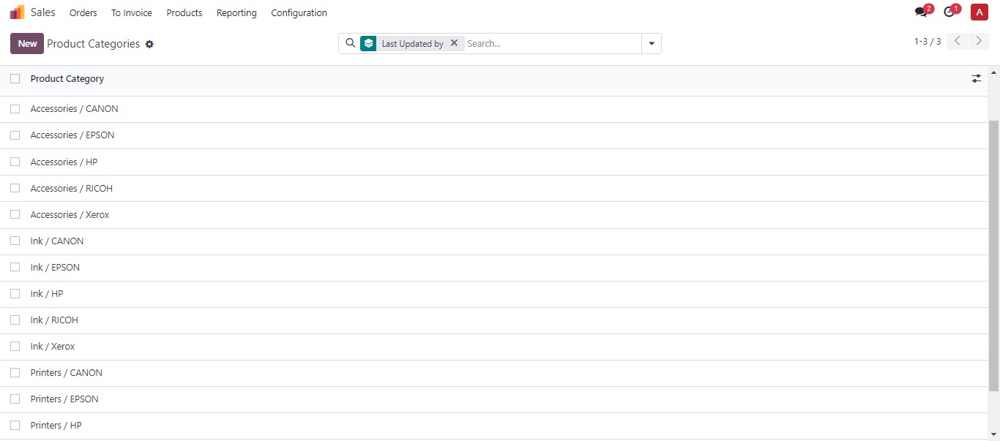 Sales Orders To Invoice Products Reporting Configuration 2 1 A
New Product Categories Last Updated by Search... 1-3 / 3
Product Category
Accessories / CANON
Accessories / EPSON
Accessories / HP
Accessories / RICOH
Accessories / Xerox
Ink / CANON
Ink / EPSON
Ink / HP
Ink / RICOH
Ink / Xerox
Printers / CANON
Printers / EPSON
Printers / HP